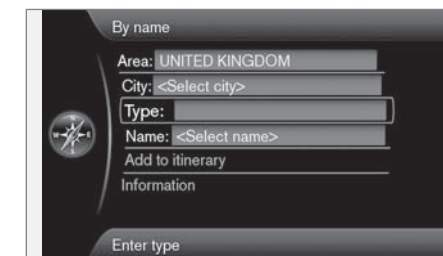 By name
Area: UNITED KINGDOM
City: <Select city>
Type:
Name: <Select name>
Add to itinerary
Information
Enter type